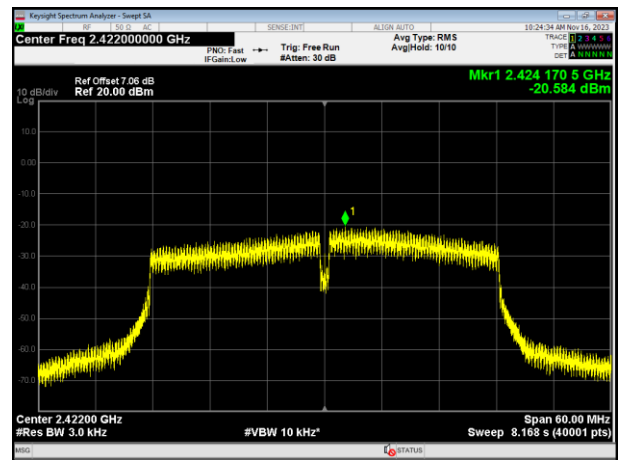 Keysight Spectrum Analyzer - Swept SA
RF 50 Ω AC SENSE:INT ALIGN AUTO 10:24:34 AM Nov 16, 2023
Center Freq 2.422000000 GHz
PNO: Fast Trig: Free Run Avg Type: RMS TRACE 1 2 3 4 5 6
IFGain:Low #Atten: 30 dB Avg|Hold: 10/10 TYPE A WWWWW
DET A N N N N N
Ref Offset 7.06 dB
Ref 20.00 dBm
Mkr1 2.424 170 5 GHz
-20.584 dBm
10 dB/div
Log
10.0
0.00
-10.0
1
-20.0
-30.0
-40.0
-50.0
-60.0
-70.0
Center 2.42200 GHz Span 60.00 MHz
#Res BW 3.0 kHz #VBW 10 kHz* Sweep 8.168 s (40001 pts)
MSG STATUS